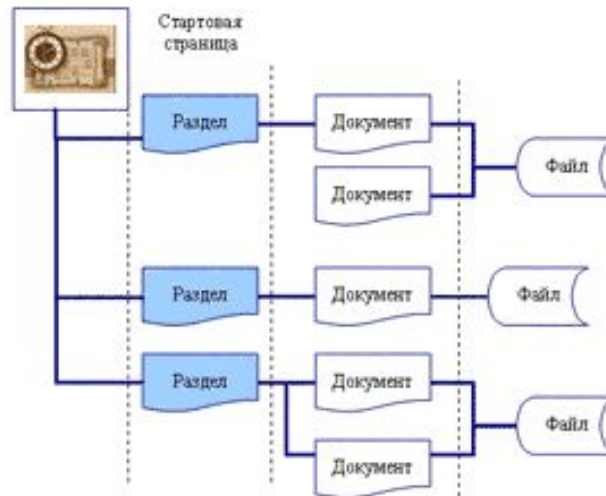 Стартовая
страница
Раздел
Документ
Файл
Документ
Раздел
Документ
Файл
Раздел
Документ
Файл
Документ